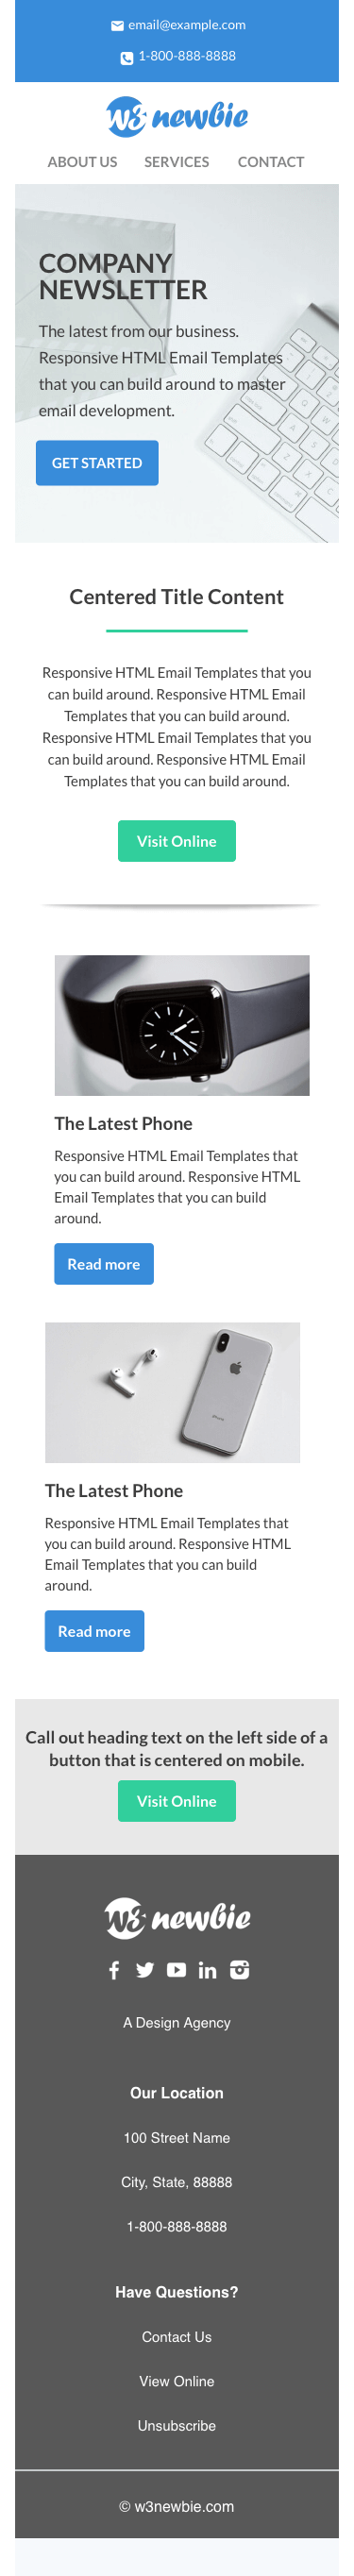 email@example.com
1-800-888-8888
w3 newbie
ABOUT US SERVICES CONTACT
COMPANY
NEWSLETTER
The latest from our business.
Responsive HTML Email Templates
that you can build around to master
email development.
GET STARTED
Centered Title Content
Responsive HTML Email Templates that you
can build around. Responsive HTML Email
Templates that you can build around.
Responsive HTML Email Templates that you
can build around. Responsive HTML Email
Templates that you can build around.
Visit Online
The Latest Phone
Responsive HTML Email Templates that
you can build around. Responsive HTML
Email Templates that you can build
around.
Read more
iPhone
The Latest Phone
Responsive HTML Email Templates that
you can build around. Responsive HTML
Email Templates that you can build
around.
Read more
Call out heading text on the left side of a
button that is centered on mobile.
Visit Online
w3 newbie
A Design Agency
Our Location
100 Street Name
City, State, 88888
1-800-888-8888
Have Questions?
Contact Us
View Online
Unsubscribe
© w3newbie.com